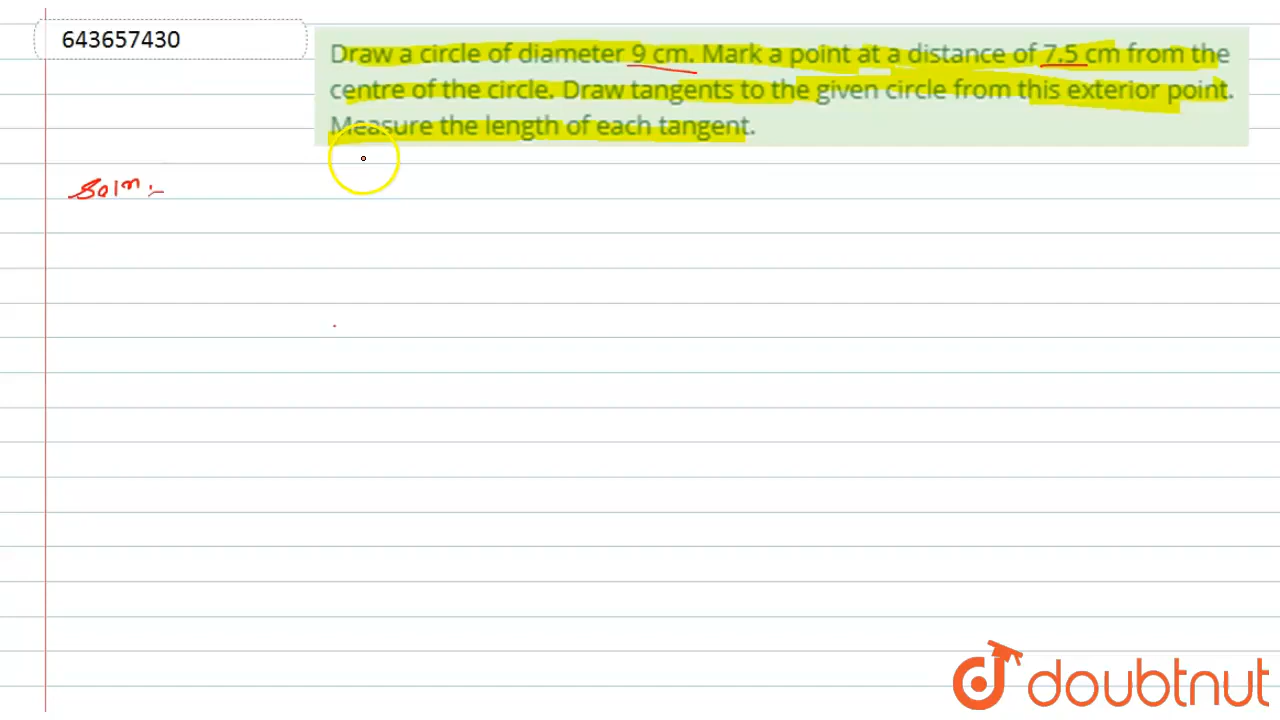 643657430
Draw a circle of diameter 9 cm. Mark a point at a distance of 7.5 cm from the
centre of the circle. Draw tangents to the given circle from this exterior point.
Measure the length of each tangent.
Soln :-
doubtnut